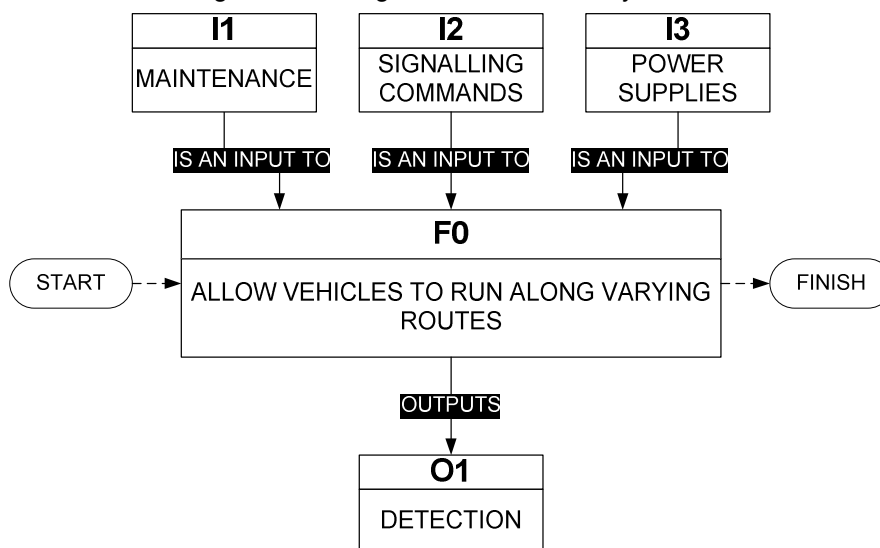 I1
MAINTENANCE
I2
SIGNALLING
COMMANDS
I3
POWER
SUPPLIES
IS AN INPUT TO
IS AN INPUT TO
IS AN INPUT TO
F0
START
ALLOW VEHICLES TO RUN ALONG VARYING
ROUTES
FINISH
OUTPUTS
O1
DETECTION